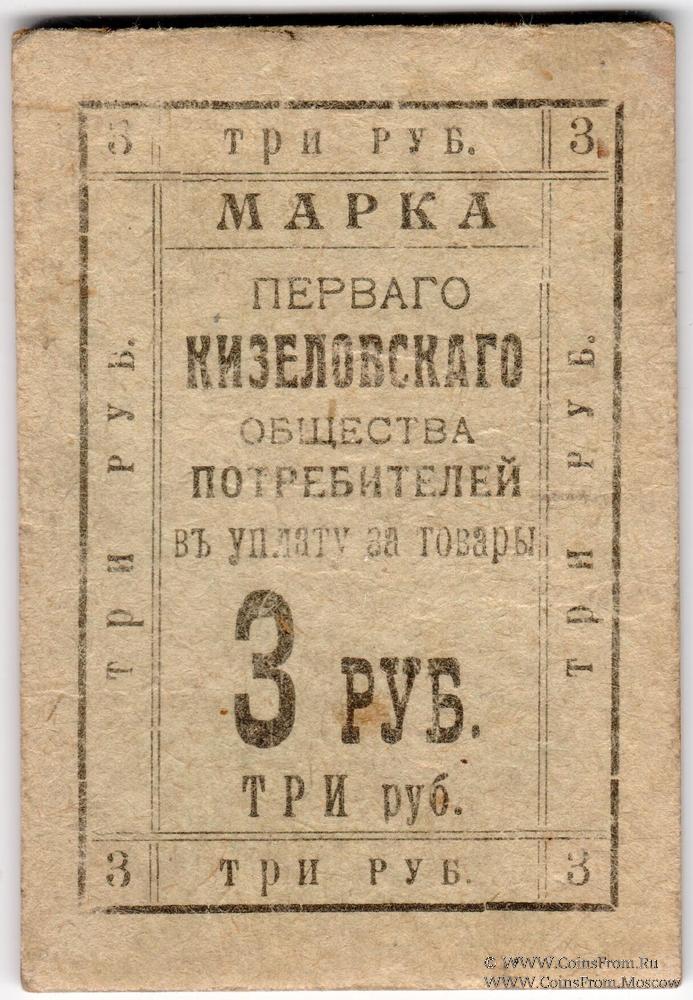 3 три РУБ. 3
МАРКА
ПЕРВАГО
КИЗЕЛОВСКАГО
ОБЩЕСТВА
ПОТРЕБИТЕЛЕЙ
въ уплату за товары
3 РУБ.
ТРИ руб.
три РУБ.
три РУБ.
3 три РУБ. 3
© WWW.CoinsFrom.Ru
WWW.CoinsFrom.Moscow